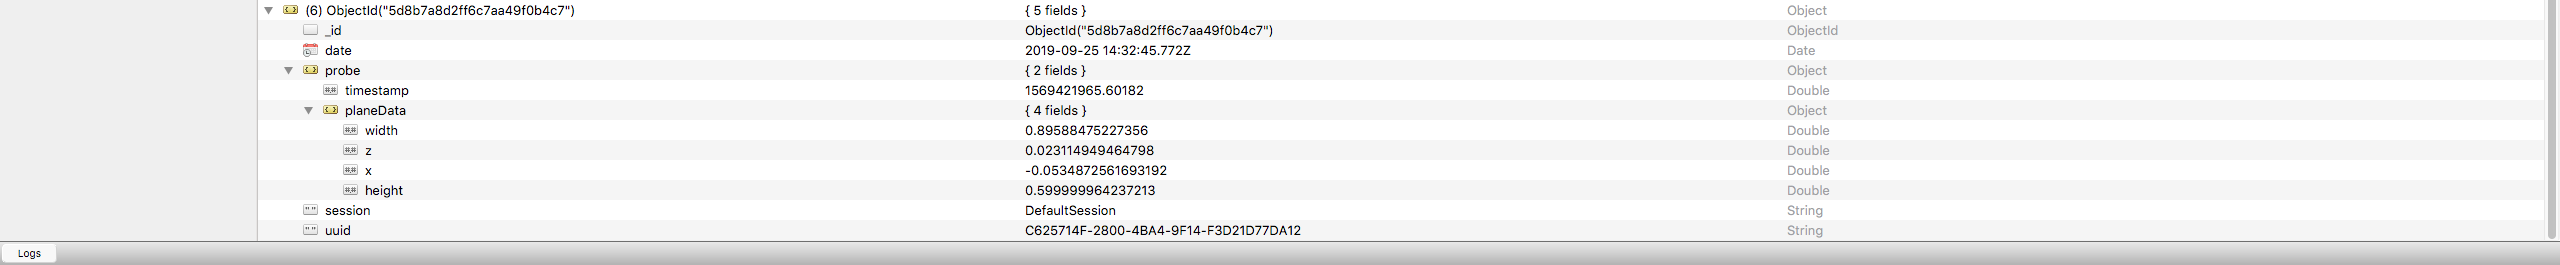 (6) ObjectId("5d8b7a8d2ff6c7aa49f0b4c7") { 5 fields } Object
_id ObjectId("5d8b7a8d2ff6c7aa49f0b4c7") ObjectId
date 2019-09-25 14:32:45.772Z Date
probe { 2 fields } Object
timestamp 1569421965.60182 Double
planeData { 4 fields } Object
width 0.89588475227356 Double
z 0.023114949464798 Double
x -0.0534872561693192 Double
height 0.599999964237213 Double
session DefaultSession String
uuid C625714F-2800-4BA4-9F14-F3D21D77DA12 String
Logs